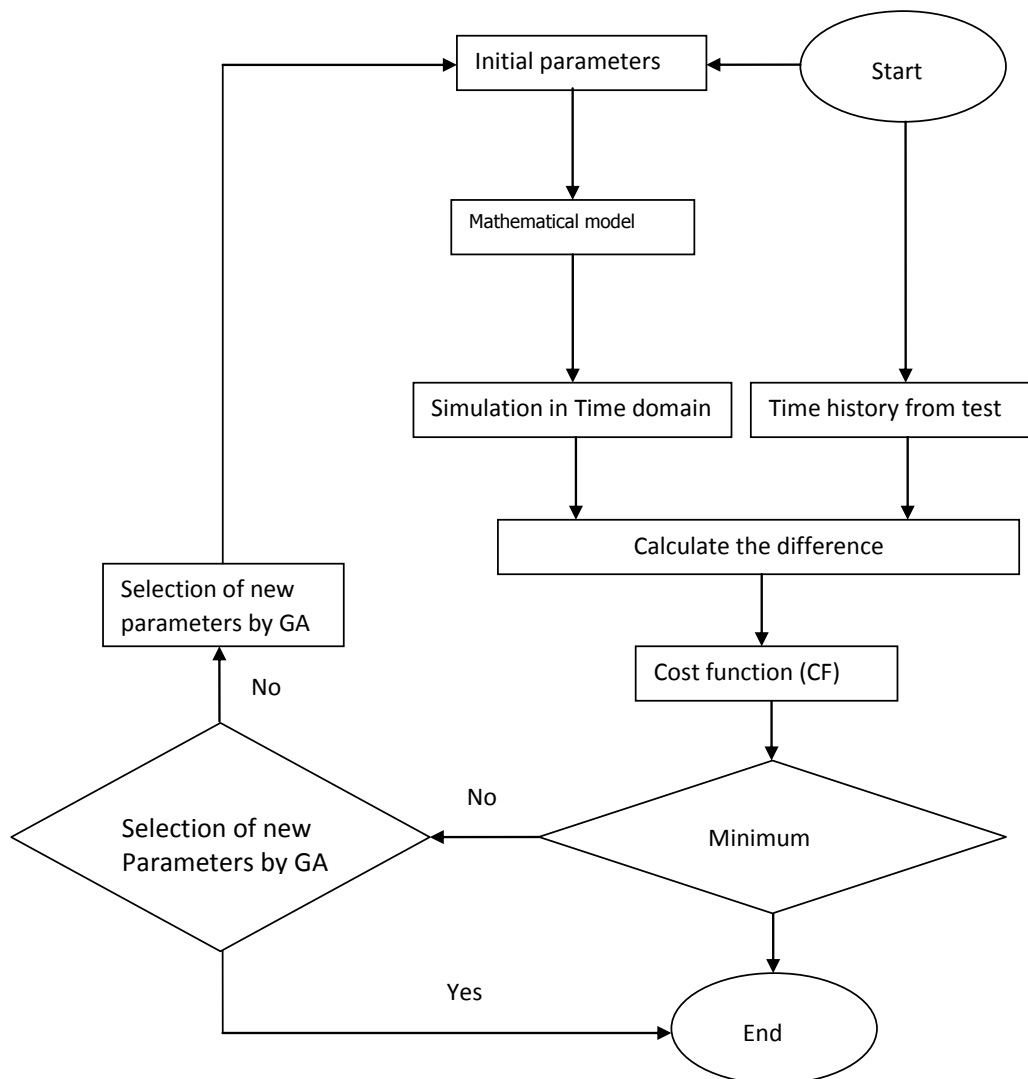 Initial parameters
Start
Mathematical model
Simulation in Time domain
Time history from test
Calculate the difference
Selection of new
parameters by GA
Cost function (CF)
No
No
Selection of new
Parameters by GA
Minimum
Yes
End